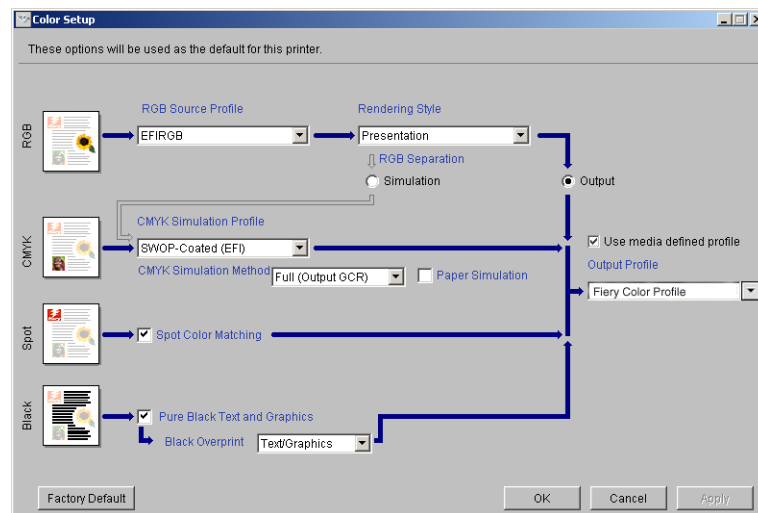 Color Setup
These options will be used as the default for this printer.
RGB Source Profile
Rendering Style
RGB
EFIRGB
Presentation
RGB Separation
Simulation
Output
CMYK Simulation Profile
CMYK
SWOP-Coated (EFI)
Use media defined profile
CMYK Simulation Method
Full (Output GCR)
Paper Simulation
Output Profile
Fiery Color Profile
Spot
Spot Color Matching
Black
Pure Black Text and Graphics
Black Overprint
Text/Graphics
Factory Default
OK
Cancel
Apply